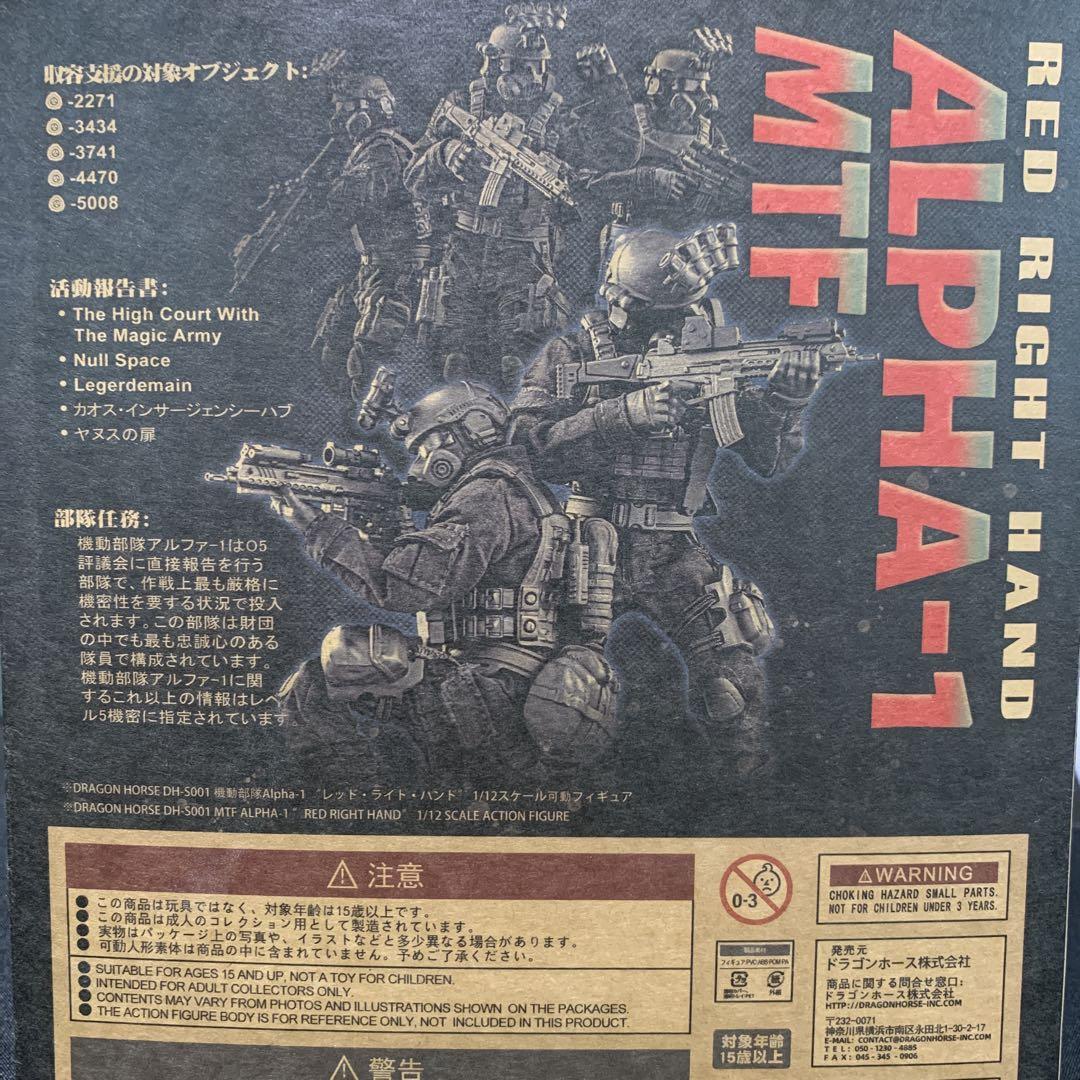 収容支援の対象オブジェクト:
-2271
-3434
-3741
-4470
-5008
活動報告書:
• The High Court With
The Magic Army
• Null Space
• Legerdemain
• カオス・インサージェンシーハブ
• ヤヌスの扉
部隊任務:
機動部隊アルファ-1はO5
評議会に直接報告を行う
部隊で、作戦上最も厳格に
機密性を要する状況で投入
されます。この部隊は財団
の中でも最も忠誠心のある
隊員で構成されています。
機動部隊アルファ-1に関
するこれ以上の情報はレベ
ル5機密に指定されています。
RED RIGHT HAND
ALPHA-1
MTF
※DRAGON HORSE DH-S001 機動部隊Alpha-1 "レッド・ライト・ハンド" 1/12スケール可動フィギュア
※DRAGON HORSE DH-S001 MTF ALPHA-1 " RED RIGHT HAND" 1/12 SCALE ACTION FIGURE
注意
● この商品は玩具ではなく、対象年齢は15歳以上です。
● この商品は成人のコレクション用として製造されています。
● 実物はパッケージ上の写真や、イラストなどと多少異なる場合があります。
● 可動人形素体は商品の中に含まれていません。予めご了承ください。
● SUITABLE FOR AGES 15 AND UP, NOT A TOY FOR CHILDREN.
● INTENDED FOR ADULT COLLECTORS ONLY.
● CONTENTS MAY VARY FROM PHOTOS AND ILLUSTRATIONS SHOWN ON THE PACKAGES.
● THE ACTION FIGURE BODY IS FOR REFERENCE ONLY, NOT INCLUDED IN THIS PRODUCT.
警告
0-3
WARNING
CHOKING HAZARD SMALL PARTS.
NOT FOR CHILDREN UNDER 3 YEARS.
製品素材
フィギュア:PVC/ABS POM PA
プラ
紙
外紙
対象年齢
15歳以上
発売元
ドラゴンホース株式会社
商品に関する問合せ窓口:
ドラゴンホース株式会社
HTTP://DRAGONHORSE-INC.COM
〒232-0071
神奈川県横浜市南区永田北1-30-2-17
E-MAIL: CONTACT@DRAGONHORSE-INC.COM
TEL: 050-1230-4885
FAX: 045-345-0906